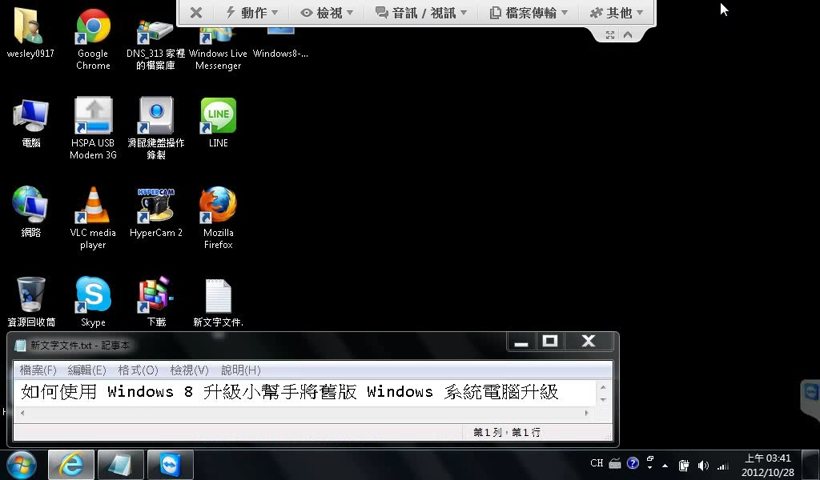 動作 檢視 音訊 / 視訊 檔案傳輸 其他
wesley0917
Google
Chrome
DNS_313 家裡
的檔案庫
Windows Live
Messenger
Windows8-...
電腦
HSPA USB
Modem 3G
滑鼠鍵盤操作
錄製
LINE
網路
VLC media
player
HYPERCAM
HyperCam 2
Mozilla
Firefox
資源回收筒
Skype
下載
新文字文件.
新文字文件.txt - 記事本
檔案(F) 編輯(E) 格式(O) 檢視(V) 說明(H)
如何使用 Windows 8 升級小幫手將舊版 Windows 系統電腦升級
第1列，第1行
CH
上午 03:41
2012/10/28